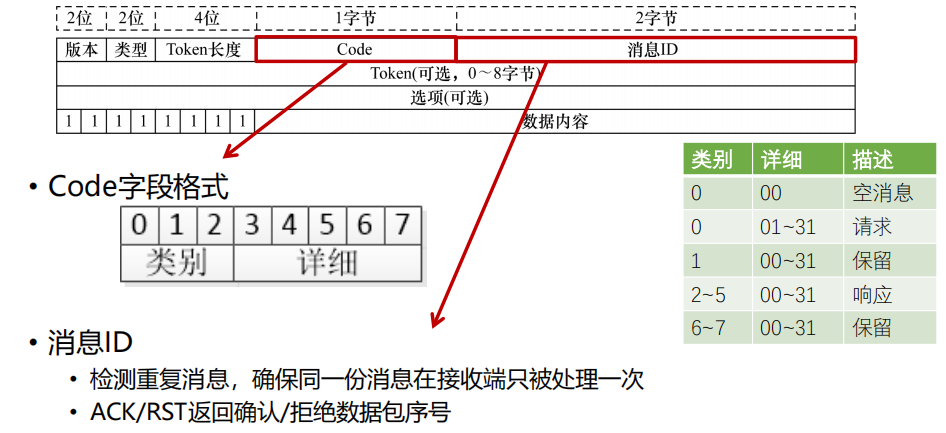 2位 2位 4位 1字节 2字节
版本 类型 Token长度 Code 消息ID
Token(可选，0～8字节)
选项(可选)
1 1 1 1 1 1 1 1 数据内容
• Code字段格式
0 1 2 3 4 5 6 7
类别 详细
类别 详细 描述
0 00 空消息
0 01~31 请求
1 00~31 保留
2~5 00~31 响应
6~7 00~31 保留
• 消息ID
• 检测重复消息，确保同一份消息在接收端只被处理一次
• ACK/RST返回确认/拒绝数据包序号